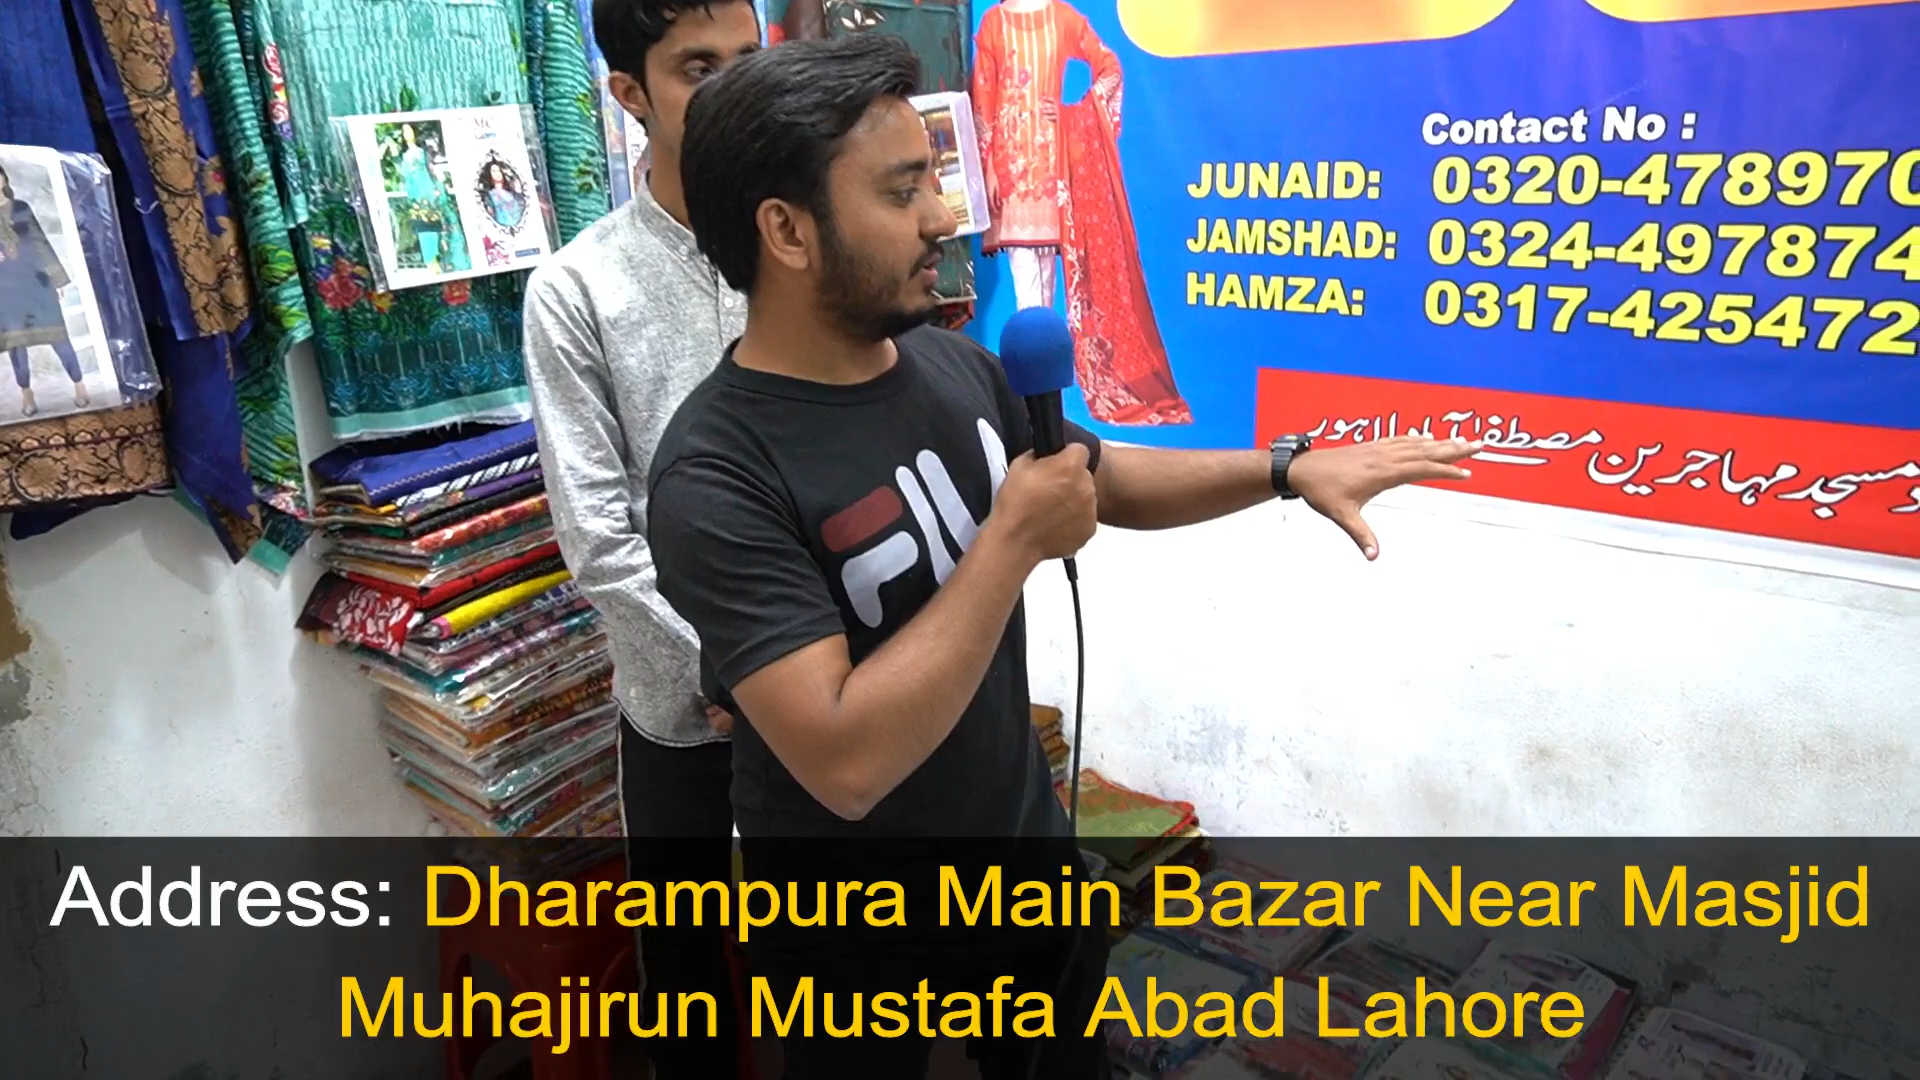 Contact No :
JUNAID: 0320-478970
JAMSHAD: 0324-497874
HAMZA: 0317-425472
مسجد مہاجرین مصطفےٰ آباد لاہور
FILA
Address: Dharampura Main Bazar Near Masjid
Muhajirun Mustafa Abad Lahore